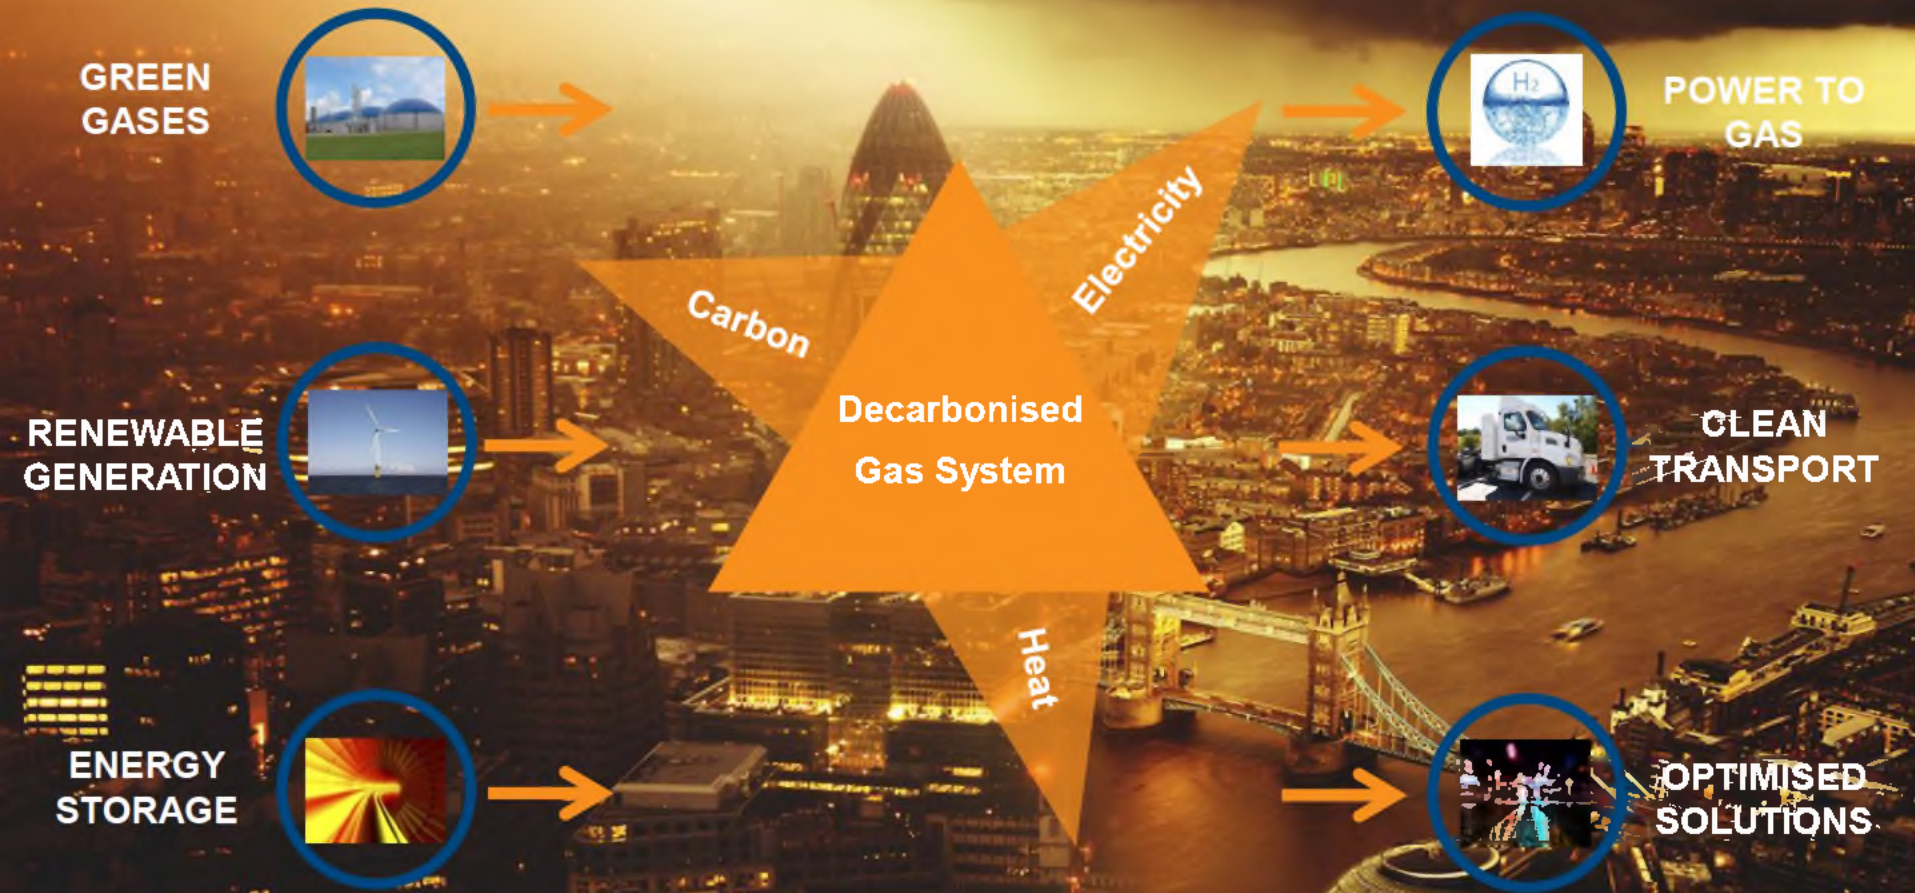 GREEN
GASES
RENEWABLE
GENERATION
ENERGY
STORAGE
Carbon
Electricity
Decarbonised
Gas System
Heat
H2
POWER TO
GAS
CLEAN
TRANSPORT
OPTIMISED
SOLUTIONS